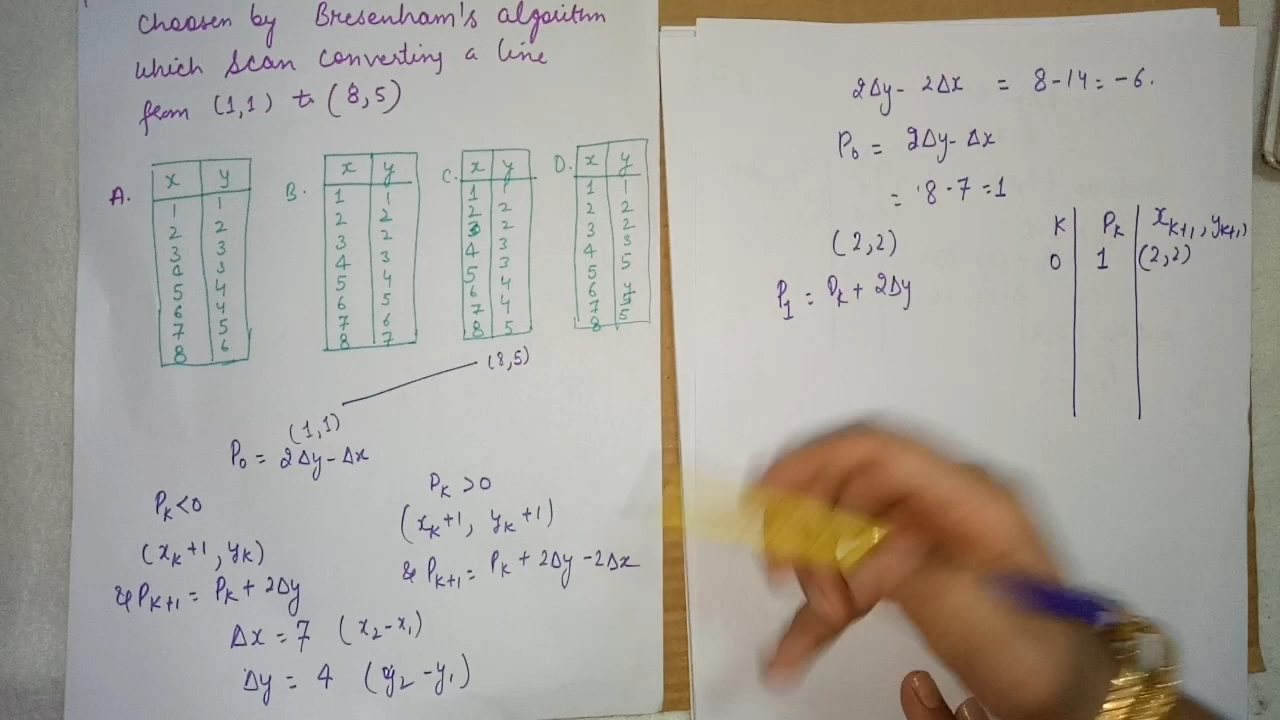 choosen by Bresenham's algorithm
which scan converting a line
from (1,1) to (8,5)
A.
x y
1 1
2 2
3 3
4 3
5 4
6 4
7 5
8 6
B.
x y
1 1
2 2
3 2
4 3
5 4
6 5
7 6
8 7
C.
x y
1 1
2 2
3 2
4 3
5 3
6 4
7 4
8 5
D.
x y
1 1
2 2
3 2
4 3
5 5
6 4
7 5
8 5
(8,5)
(1,1)
P₀ = 2Δy - Δx
Pₖ < 0
(xₖ+1, yₖ)
& Pₖ₊₁ = Pₖ + 2Δy
Pₖ > 0
(xₖ+1, yₖ+1)
& Pₖ₊₁ = Pₖ + 2Δy - 2Δx
Δx = 7 (x₂-x₁)
Δy = 4 (y₂-y₁)
2Δy - 2Δx = 8-14 = -6.
P₀ = 2Δy - Δx
= 8-7 = 1
(2,2)
P₁ = Pₖ + 2Δy
K Pₖ xₖ₊₁, yₖ₊₁
0 1 (2,2)